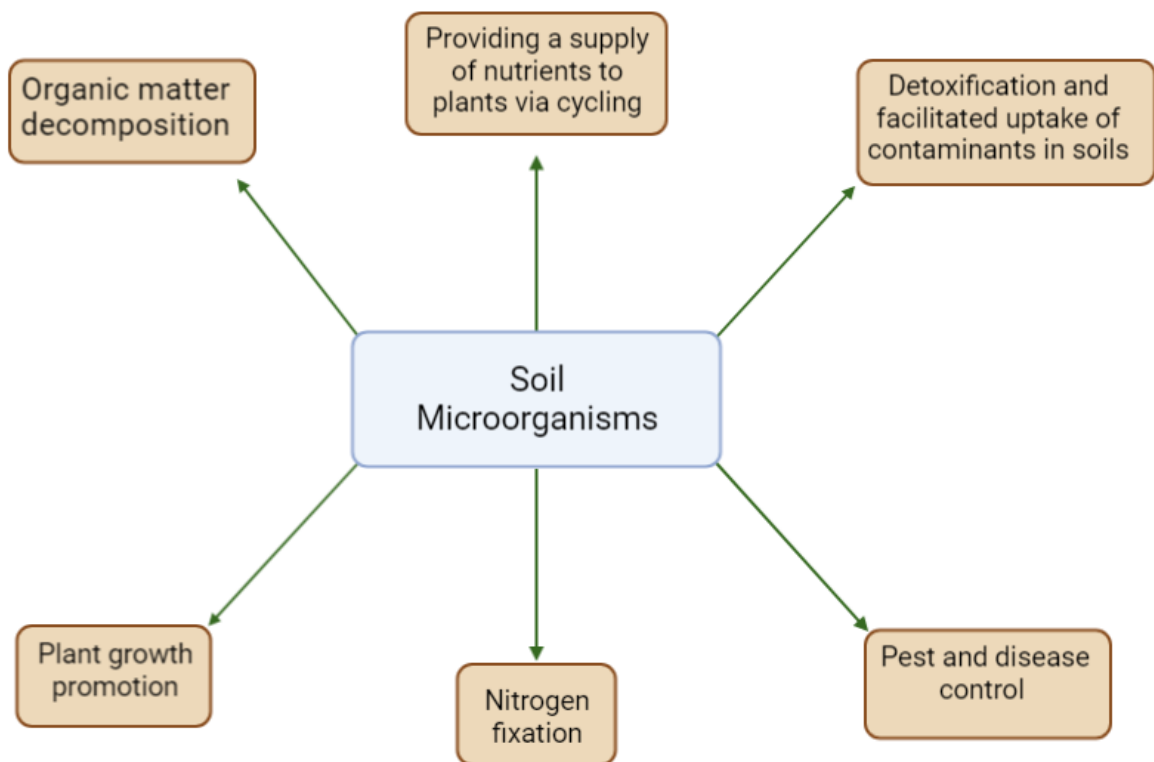 Organic matter
decomposition
Providing a supply
of nutrients to
plants via cycling
Detoxification and
facilitated uptake of
contaminants in soils
Soil
Microorganisms
Plant growth
promotion
Nitrogen
fixation
Pest and disease
control